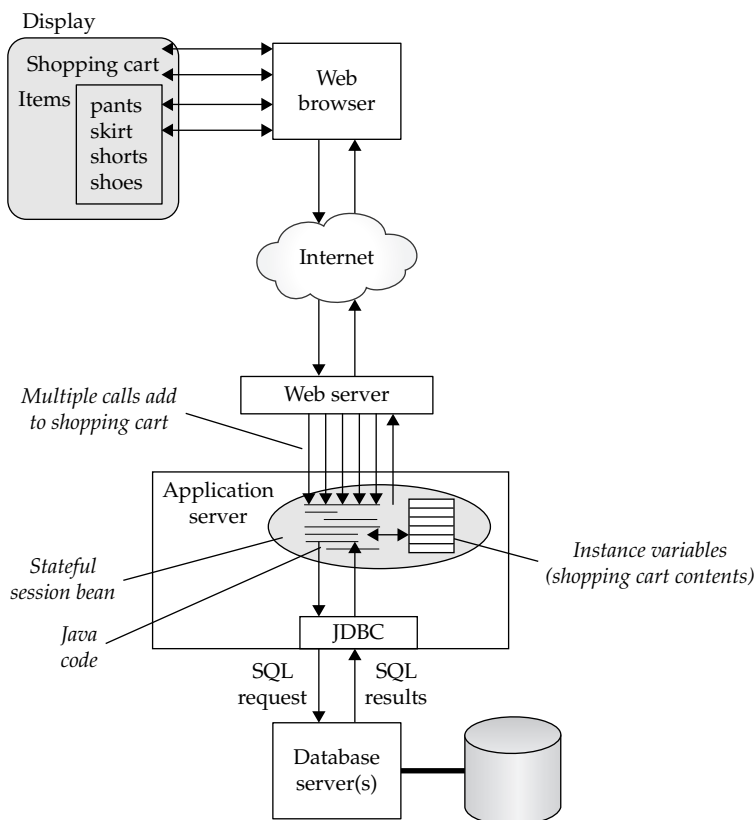 Display
Shopping cart
Items
pants
skirt
shorts
shoes
Web
browser
Internet
Web server
Multiple calls add
to shopping cart
Application
server
Stateful
session bean
Instance variables
(shopping cart contents)
Java
code
JDBC
SQL
request
SQL
results
Database
server(s)